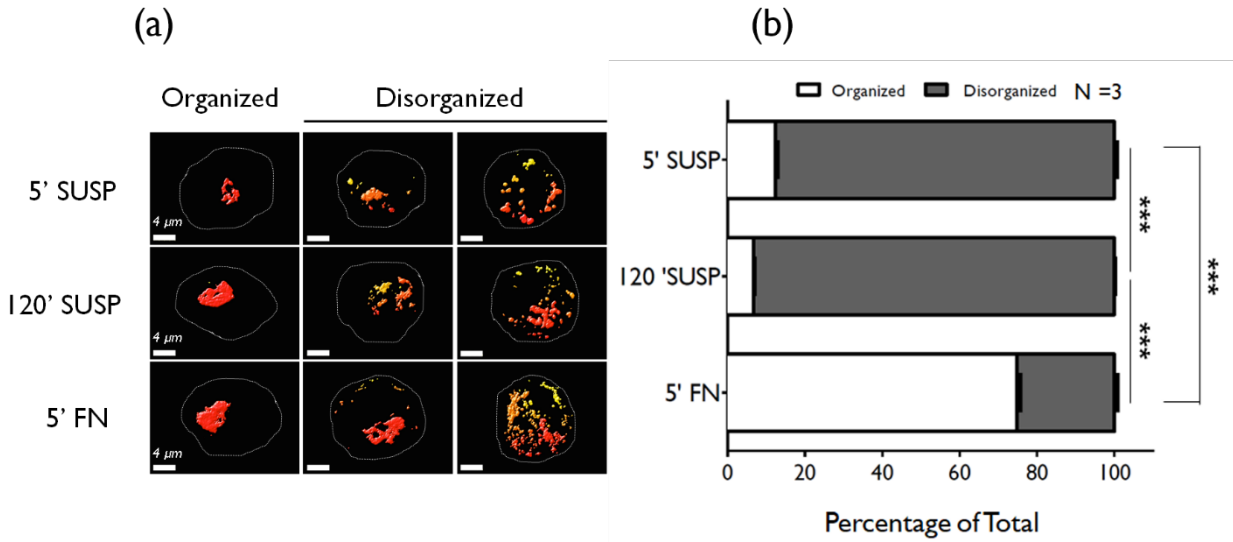 (a)
(b)
Organized
Disorganized
5’ SUSP
4 μm
120’ SUSP
4 μm
5’ FN
4 μm
Organized
Disorganized
N =3
5' SUSP
120 'SUSP
5' FN
***
***
***
0
20
40
60
80
100
Percentage of Total